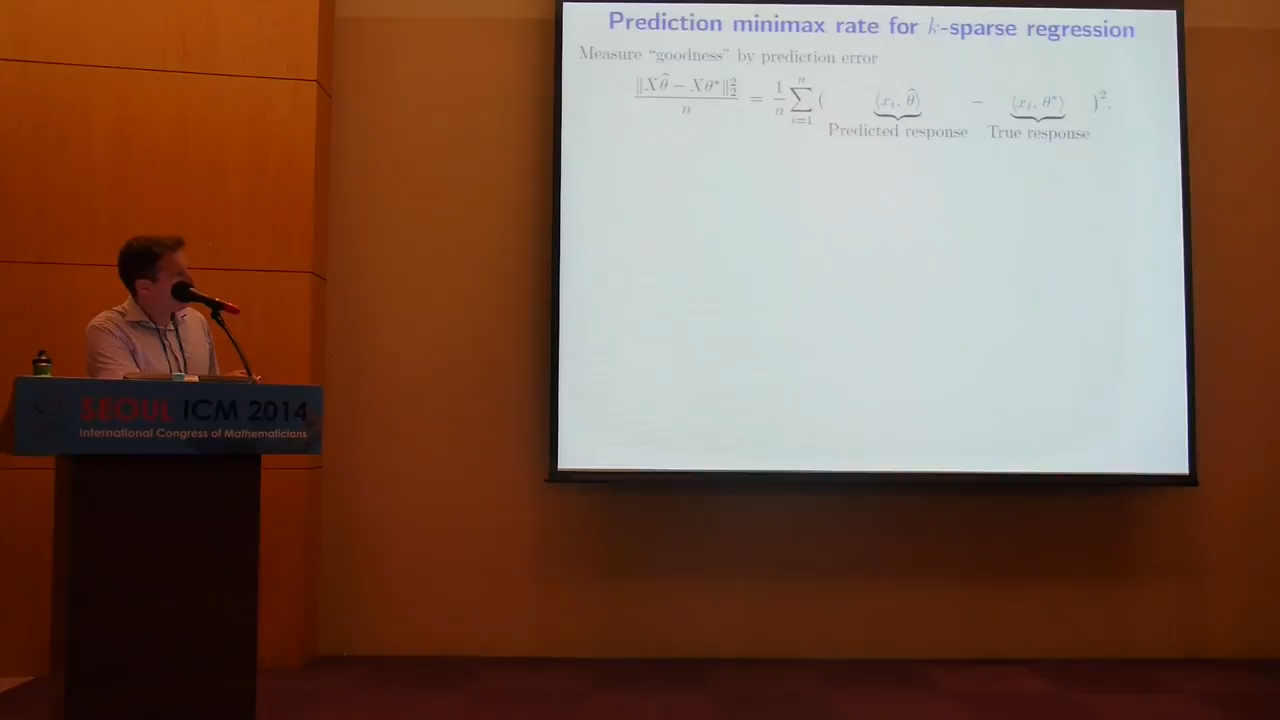 Prediction minimax rate for k-sparse regression
Measure “goodness” by prediction error
‖Xθ̂ − Xθ*‖₂² / n = 1/n ∑ᵢ₌₁ⁿ ( ⟨xᵢ, θ̂⟩ − ⟨xᵢ, θ*⟩ )².
Predicted response True response
SEOUL ICM 2014
International Congress of Mathematicians